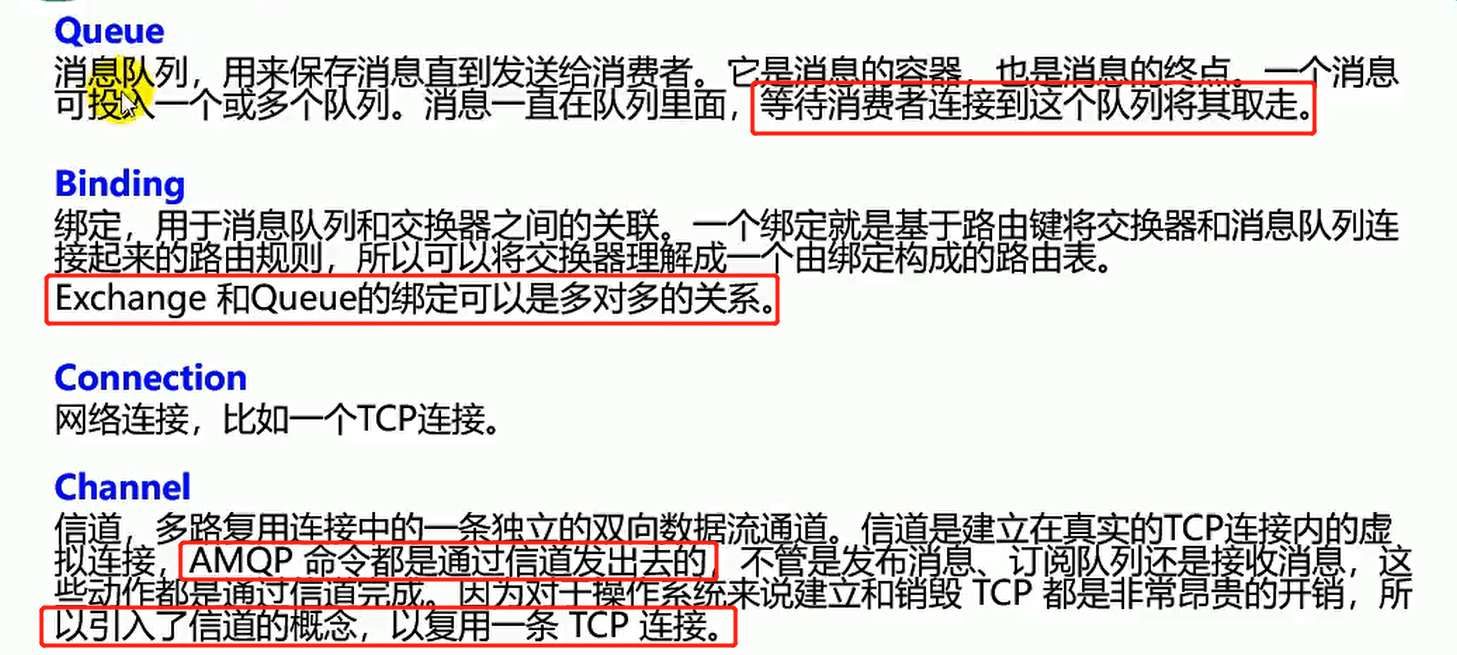 Queue
消息队列，用来保存消息直到发送给消费者。它是消息的容器，也是消息的终点。一个消息
可投入一个或多个队列。消息一直在队列里面，等待消费者连接到这个队列将其取走。
Binding
绑定，用于消息队列和交换器之间的关联。一个绑定就是基于路由键将交换器和消息队列连
接起来的路由规则，所以可以将交换器理解成一个由绑定构成的路由表。
Exchange 和Queue的绑定可以是多对多的关系。
Connection
网络连接，比如一个TCP连接。
Channel
信道，多路复用连接中的一条独立的双向数据流通道。信道是建立在真实的TCP连接内的虚
拟连接，AMQP 命令都是通过信道发出去的，不管是发布消息、订阅队列还是接收消息，这
些动作都是通过信道完成。因为对于操作系统来说建立和销毁 TCP 都是非常昂贵的开销，所
以引入了信道的概念，以复用一条 TCP 连接。